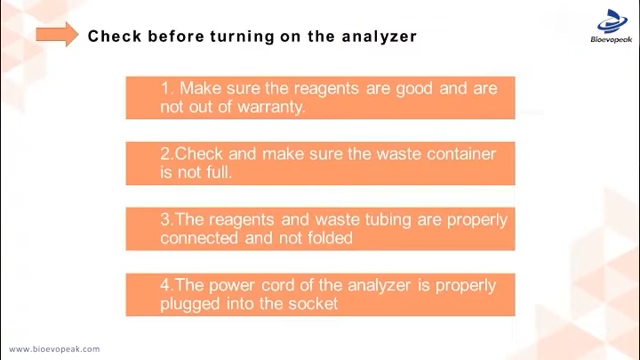 Check before turning on the analyzer
Bioevopeak
1. Make sure the reagents are good and are
not out of warranty.
2.Check and make sure the waste container
is not full.
3.The reagents and waste tubing are properly
connected and not folded
4.The power cord of the analyzer is properly
plugged into the socket
www.bioevopeak.com